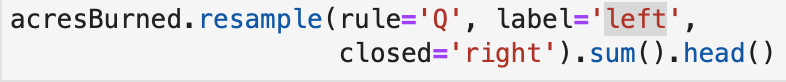 acresBurned.resample(rule='Q', label='left',
closed='right').sum().head()